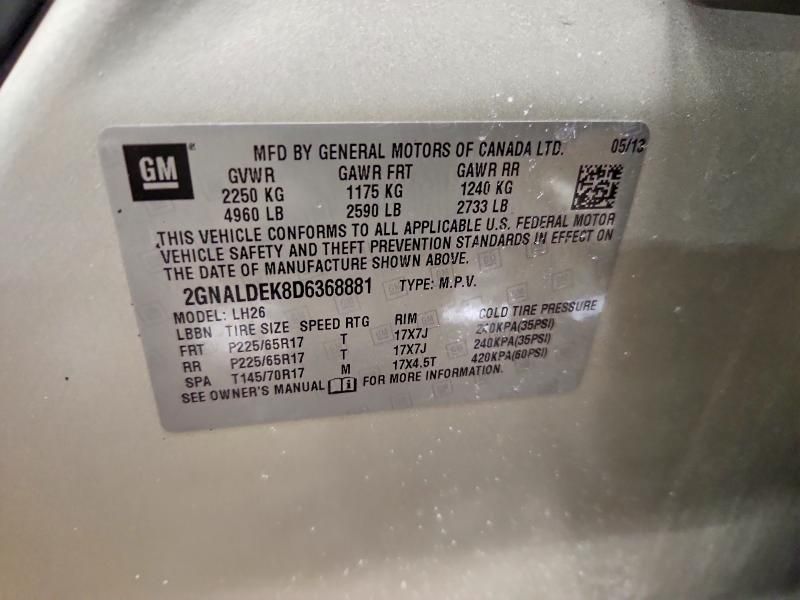 GM
MFD BY GENERAL MOTORS OF CANADA LTD. 05/13
GVWR GAWR FRT GAWR RR
2250 KG 1175 KG 1240 KG
4960 LB 2590 LB 2733 LB
THIS VEHICLE CONFORMS TO ALL APPLICABLE U.S. FEDERAL MOTOR
VEHICLE SAFETY AND THEFT PREVENTION STANDARDS IN EFFECT ON
THE DATE OF MANUFACTURE SHOWN ABOVE.
2GNALDEK8D6368881 TYPE: M.P.V.
MODEL: LH26
LBBN TIRE SIZE SPEED RTG RIM COLD TIRE PRESSURE
FRT P225/65R17 T 17X7J 240KPA(35PSI)
RR P225/65R17 T 17X7J 240KPA(35PSI)
SPA T145/70R17 M 17X4.5T 420KPA(60PSI)
SEE OWNER'S MANUAL FOR MORE INFORMATION.